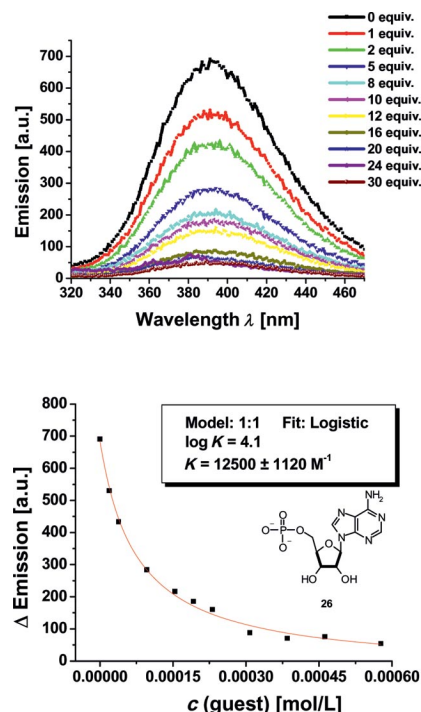 0 equiv.
1 equiv.
2 equiv.
5 equiv.
8 equiv.
10 equiv.
12 equiv.
16 equiv.
20 equiv.
24 equiv.
30 equiv.
Emission [a.u.]
700
600
500
400
300
200
100
0
320 340 360 380 400 420 440 460
Wavelength λ [nm]
Δ Emission [a.u.]
800
700
600
500
400
300
200
100
0
Model: 1:1 Fit: Logistic
log K = 4.1
K = 12500 ± 1120 M⁻¹
NH₂
N N
N N
O
⁻O P O
O⁻
O
HO OH
26
0.00000 0.00015 0.00030 0.00045 0.00060
c (guest) [mol/L]